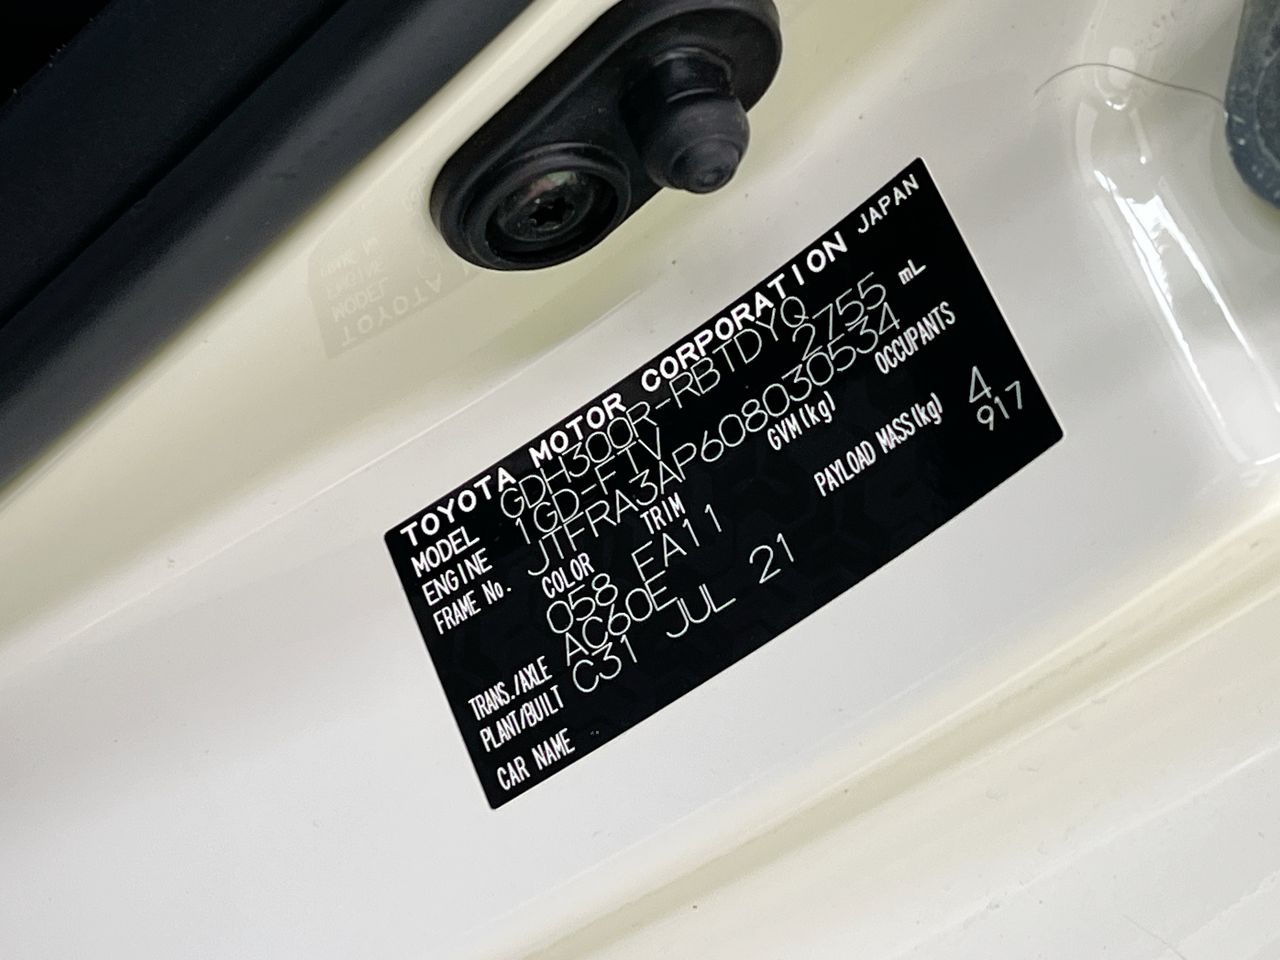 TOYOTA MOTOR CORPORATION JAPAN
MODEL GDH300R-RBTDYQ
ENGINE 1GD-FTV 2755 mL
FRAME No. JTFRA3AP608030534
COLOR TRIM GVM(kg) OCCUPANTS
058 EA11 4
TRANS./AXLE AC60E PAYLOAD MASS(kg) 917
PLANT/BUILT C31 JUL 21
CAR NAME